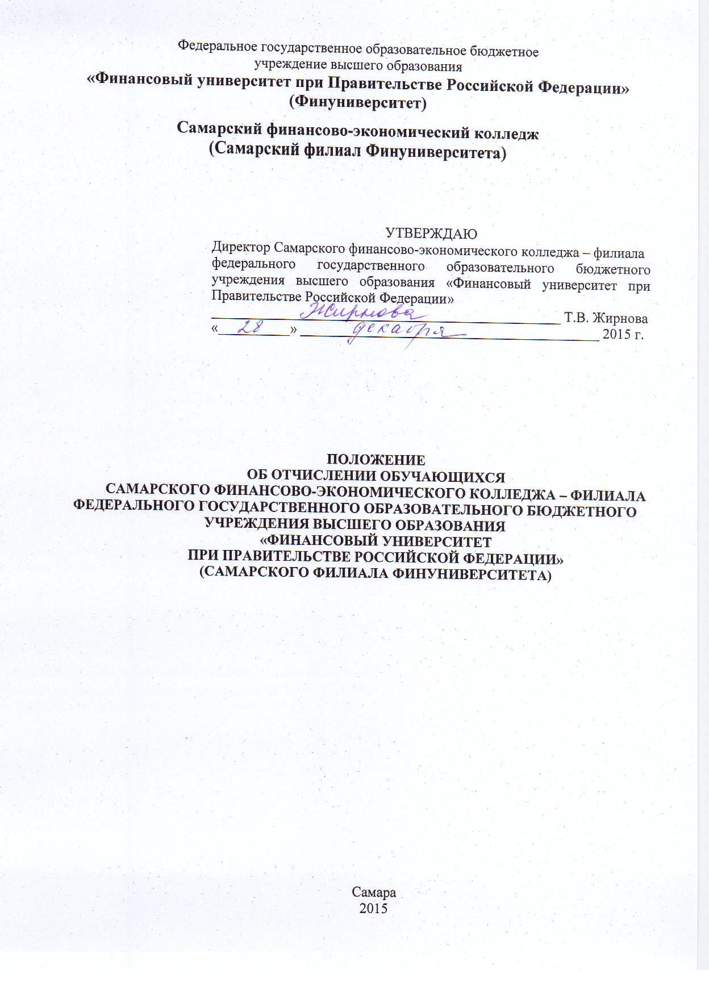 Федеральное государственное образовательное бюджетное
учреждение высшего образования
«Финансовый университет при Правительстве Российской Федерации»
(Финуниверситет)
Самарский финансово-экономический колледж
(Самарский филиал Финуниверситета)
УТВЕРЖДАЮ
Директор Самарского финансово-экономического колледжа – филиала
федерального государственного образовательного бюджетного
учреждения высшего образования «Финансовый университет при
Правительстве Российской Федерации»
Жирнова Т.В. Жирнова
«28» декабря 2015 г.
ПОЛОЖЕНИЕ
ОБ ОТЧИСЛЕНИИ ОБУЧАЮЩИХСЯ
САМАРСКОГО ФИНАНСОВО-ЭКОНОМИЧЕСКОГО КОЛЛЕДЖА – ФИЛИАЛА
ФЕДЕРАЛЬНОГО ГОСУДАРСТВЕННОГО ОБРАЗОВАТЕЛЬНОГО БЮДЖЕТНОГО
УЧРЕЖДЕНИЯ ВЫСШЕГО ОБРАЗОВАНИЯ
«ФИНАНСОВЫЙ УНИВЕРСИТЕТ
ПРИ ПРАВИТЕЛЬСТВЕ РОССИЙСКОЙ ФЕДЕРАЦИИ»
(САМАРСКОГО ФИЛИАЛА ФИНУНИВЕРСИТЕТА)
Самара
2015